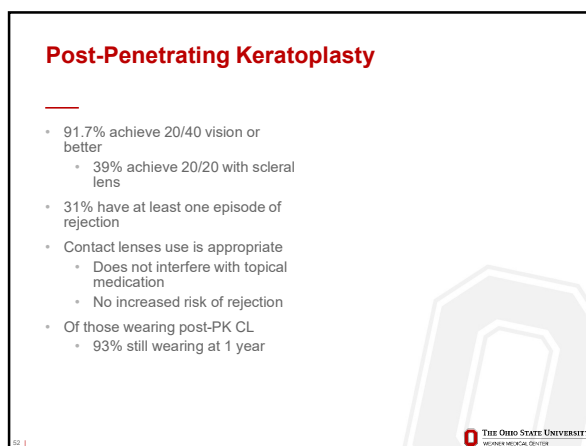 Post-Penetrating Keratoplasty
• 91.7% achieve 20/40 vision or
better
• 39% achieve 20/20 with scleral
lens
• 31% have at least one episode of
rejection
• Contact lenses use is appropriate
• Does not interfere with topical
medication
• No increased risk of rejection
• Of those wearing post-PK CL
• 93% still wearing at 1 year
52 |
THE OHIO STATE UNIVERSITY
WEXNER MEDICAL CENTER